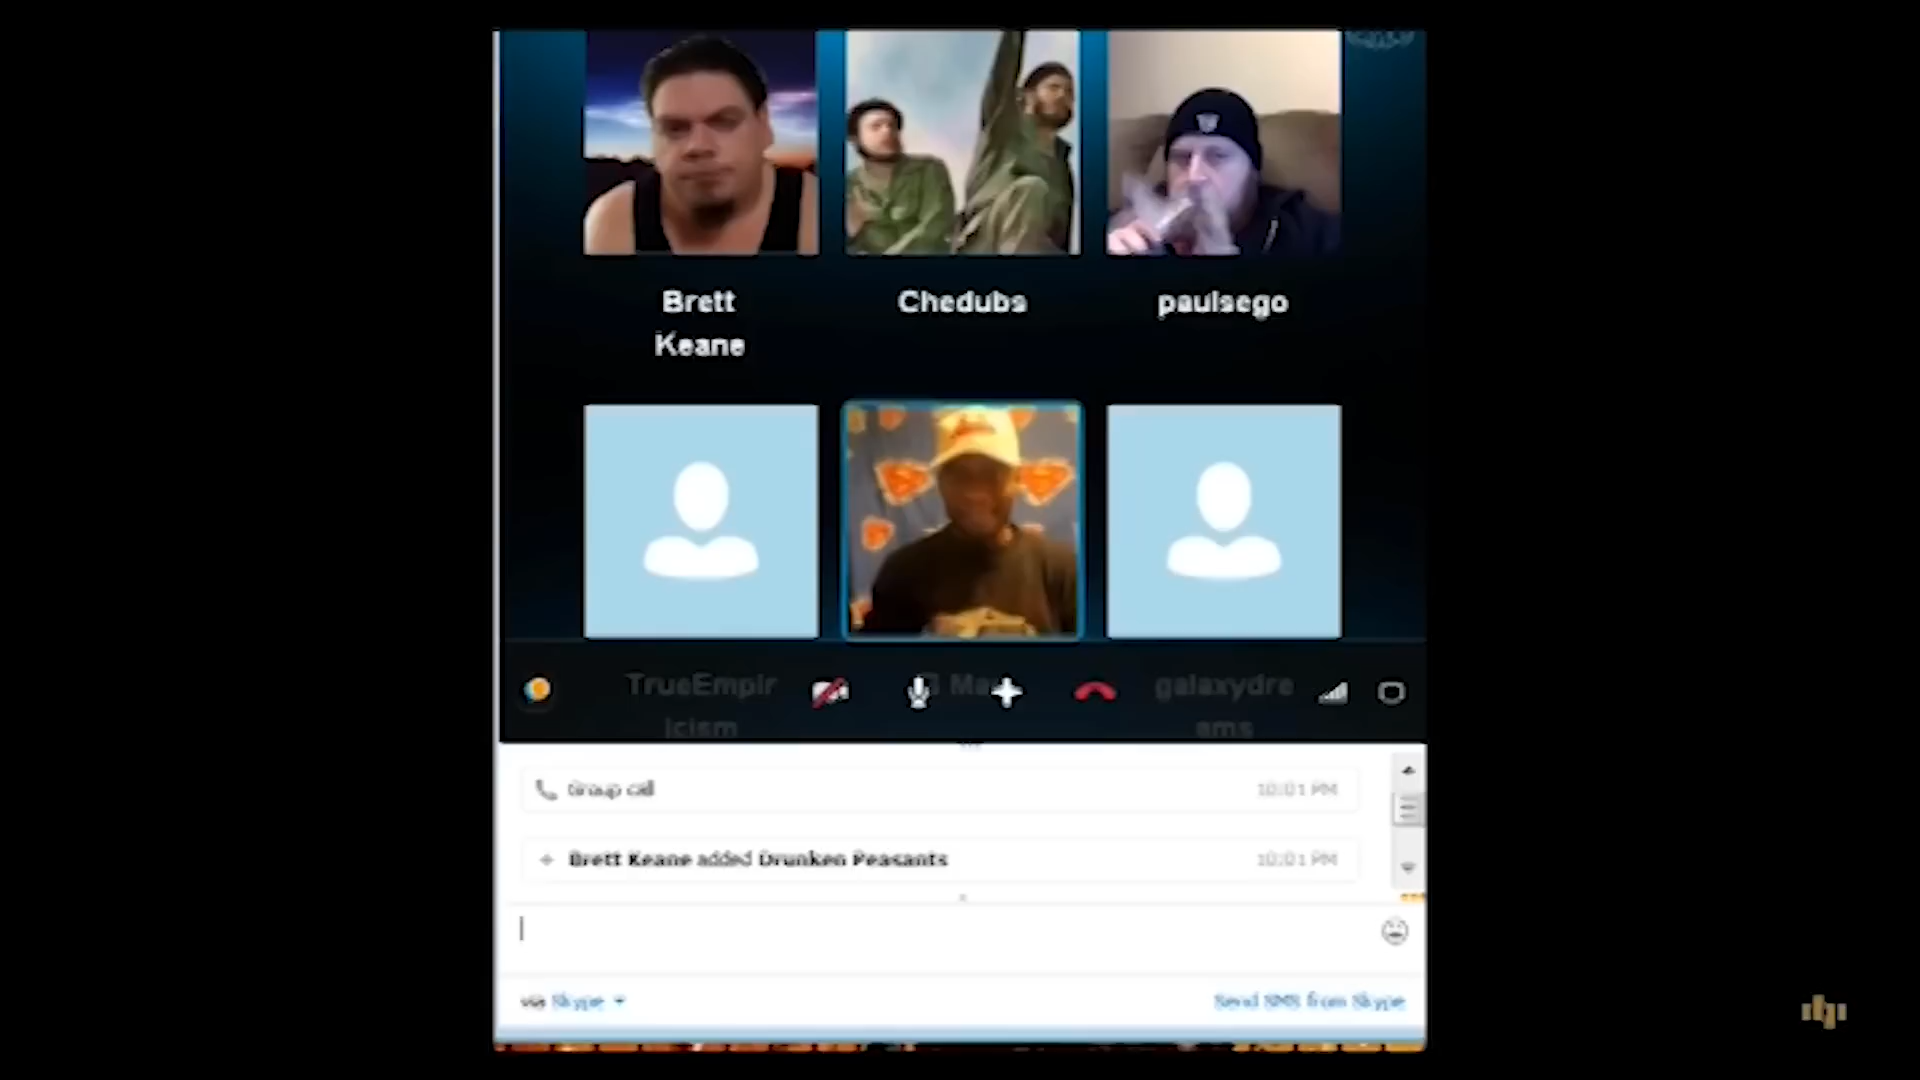 Brett
Keane
Chedubs
paulsego
TrueEmpir
icism
galaxydre
ams
Group call
10:01 PM
Brett Keane added Drunken Peasants
10:01 PM
via Skype
Send SMS from Skype